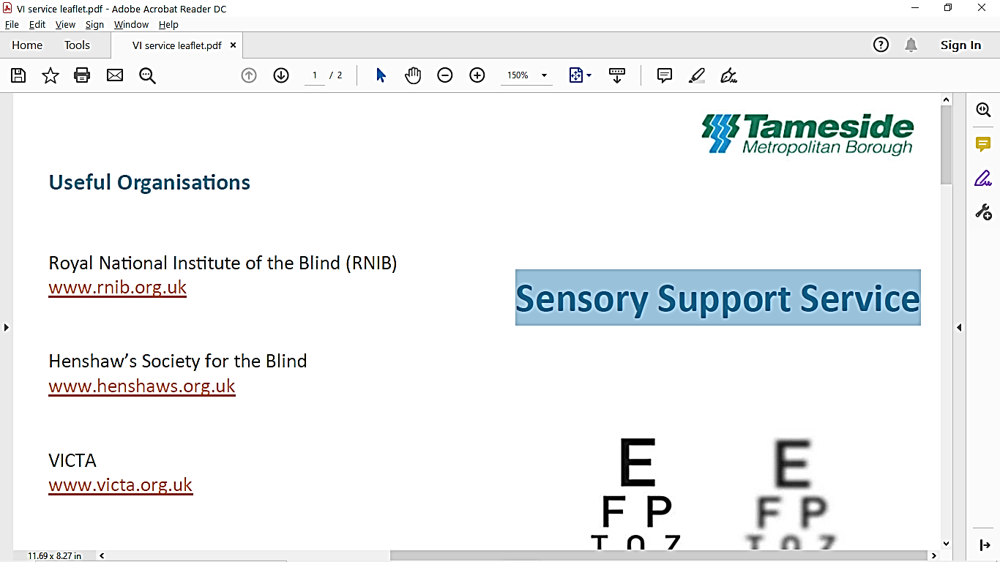 VI service leaflet.pdf - Adobe Acrobat Reader DC
File Edit View Sign Window Help
Home Tools VI service leaflet.pdf × Sign In
1 / 2 150%
Tameside
Metropolitan Borough
Useful Organisations
Royal National Institute of the Blind (RNIB)
www.rnib.org.uk
Sensory Support Service
Henshaw’s Society for the Blind
www.henshaws.org.uk
VICTA
www.victa.org.uk
E E
F P F P
T O Z T O Z
11.69 x 8.27 in